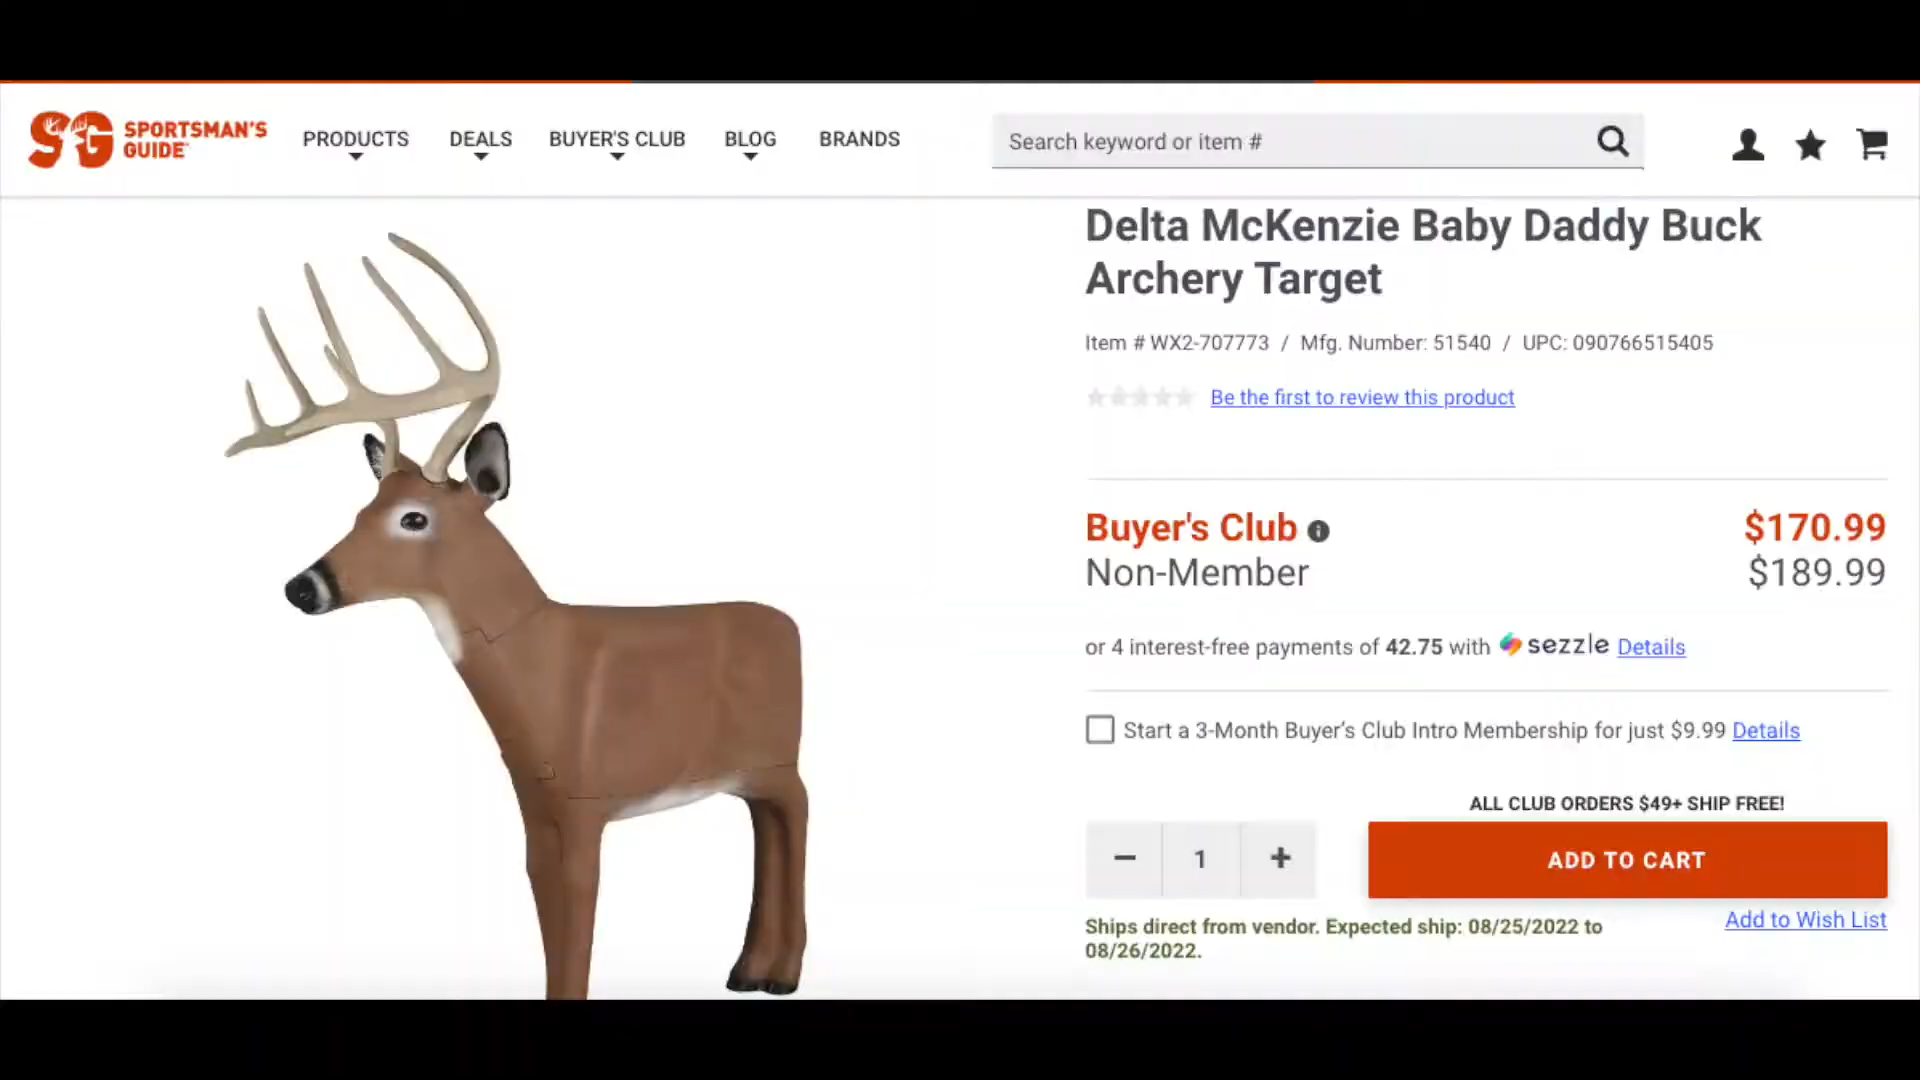 SG SPORTSMAN'S
GUIDE
PRODUCTS DEALS BUYER'S CLUB BLOG BRANDS
Search keyword or item #
Delta McKenzie Baby Daddy Buck
Archery Target
Item # WX2-707773 / Mfg. Number: 51540 / UPC: 090766515405
Be the first to review this product
Buyer's Club i $170.99
Non-Member $189.99
or 4 interest-free payments of 42.75 with sezzle Details
Start a 3-Month Buyer's Club Intro Membership for just $9.99 Details
ALL CLUB ORDERS $49+ SHIP FREE!
− 1 + ADD TO CART
Ships direct from vendor. Expected ship: 08/25/2022 to
08/26/2022.
Add to Wish List